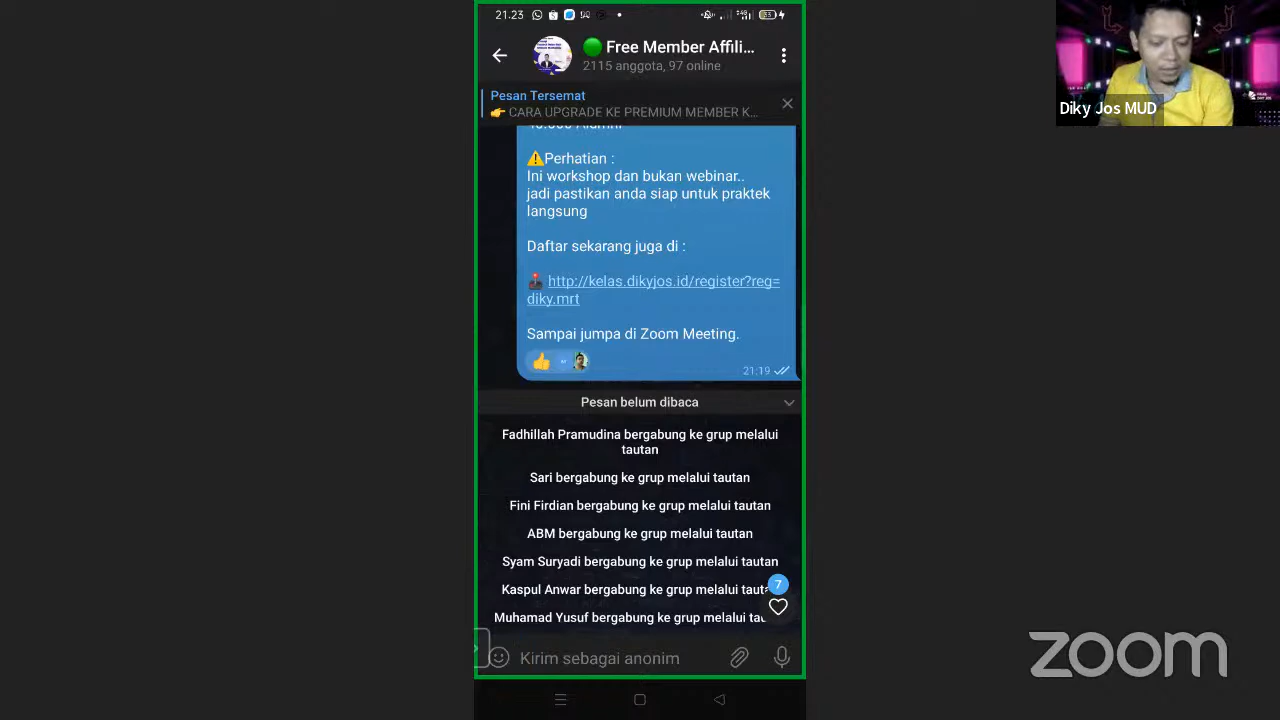 21.23
Free Member Affili...
2115 anggota, 97 online
Pesan Tersemat
CARA UPGRADE KE PREMIUM MEMBER K...
Perhatian :
Ini workshop dan bukan webinar..
jadi pastikan anda siap untuk praktek
langsung
Daftar sekarang juga di :
http://kelas.dikyjos.id/register?reg=
diky.mrt
Sampai jumpa di Zoom Meeting.
21:19
Pesan belum dibaca
Fadhillah Pramudina bergabung ke grup melalui
tautan
Sari bergabung ke grup melalui tautan
Fini Firdian bergabung ke grup melalui tautan
ABM bergabung ke grup melalui tautan
Syam Suryadi bergabung ke grup melalui tautan
Kaspul Anwar bergabung ke grup melalui
7
Muhamad Yusuf bergabung ke grup melalui
Kirim sebagai anonim
Diky Jos MUD
zoom